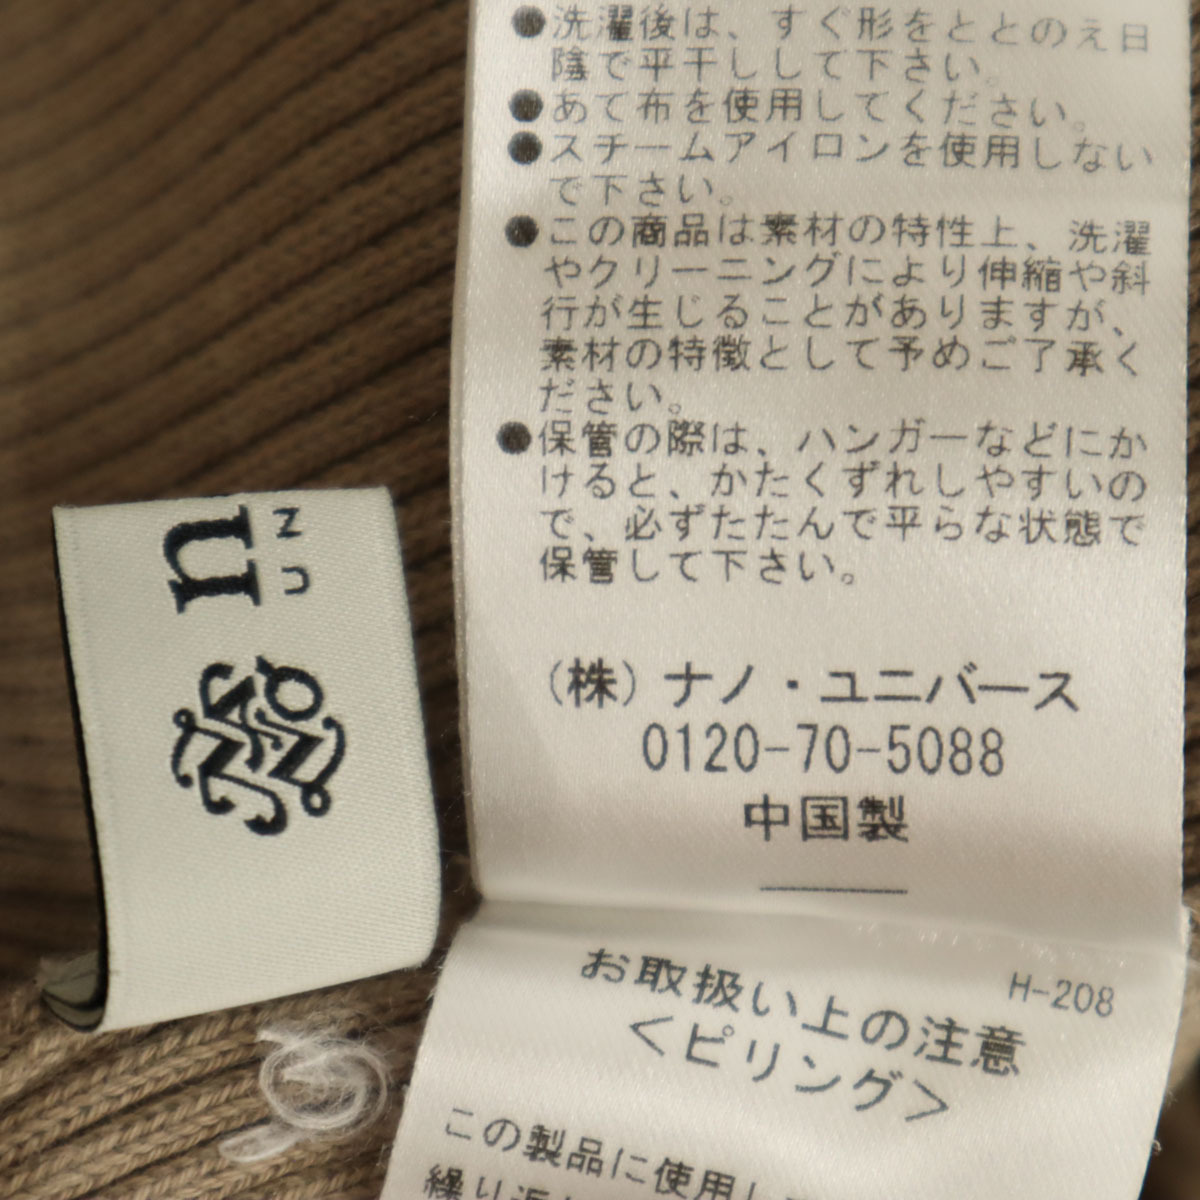 ●洗濯後は、すぐ形をととのえ日
陰で平干しして下さい。
●あて布を使用してください。
●スチームアイロンを使用しない
で下さい。
●この商品は素材の特性上、洗濯
やクリーニングにより伸縮や斜
行が生じることがありますが、
素材の特徴として予めご了承く
ださい。
●保管の際は、ハンガーなどにか
けると、かたくずれしやすいの
で、必ずたたんで平らな状態で
保管して下さい。
(株)ナノ・ユニバース
0120-70-5088
中国製
H-208
お取扱い上の注意
<ピリング>
この製品に使用し
繰り返
n
UN